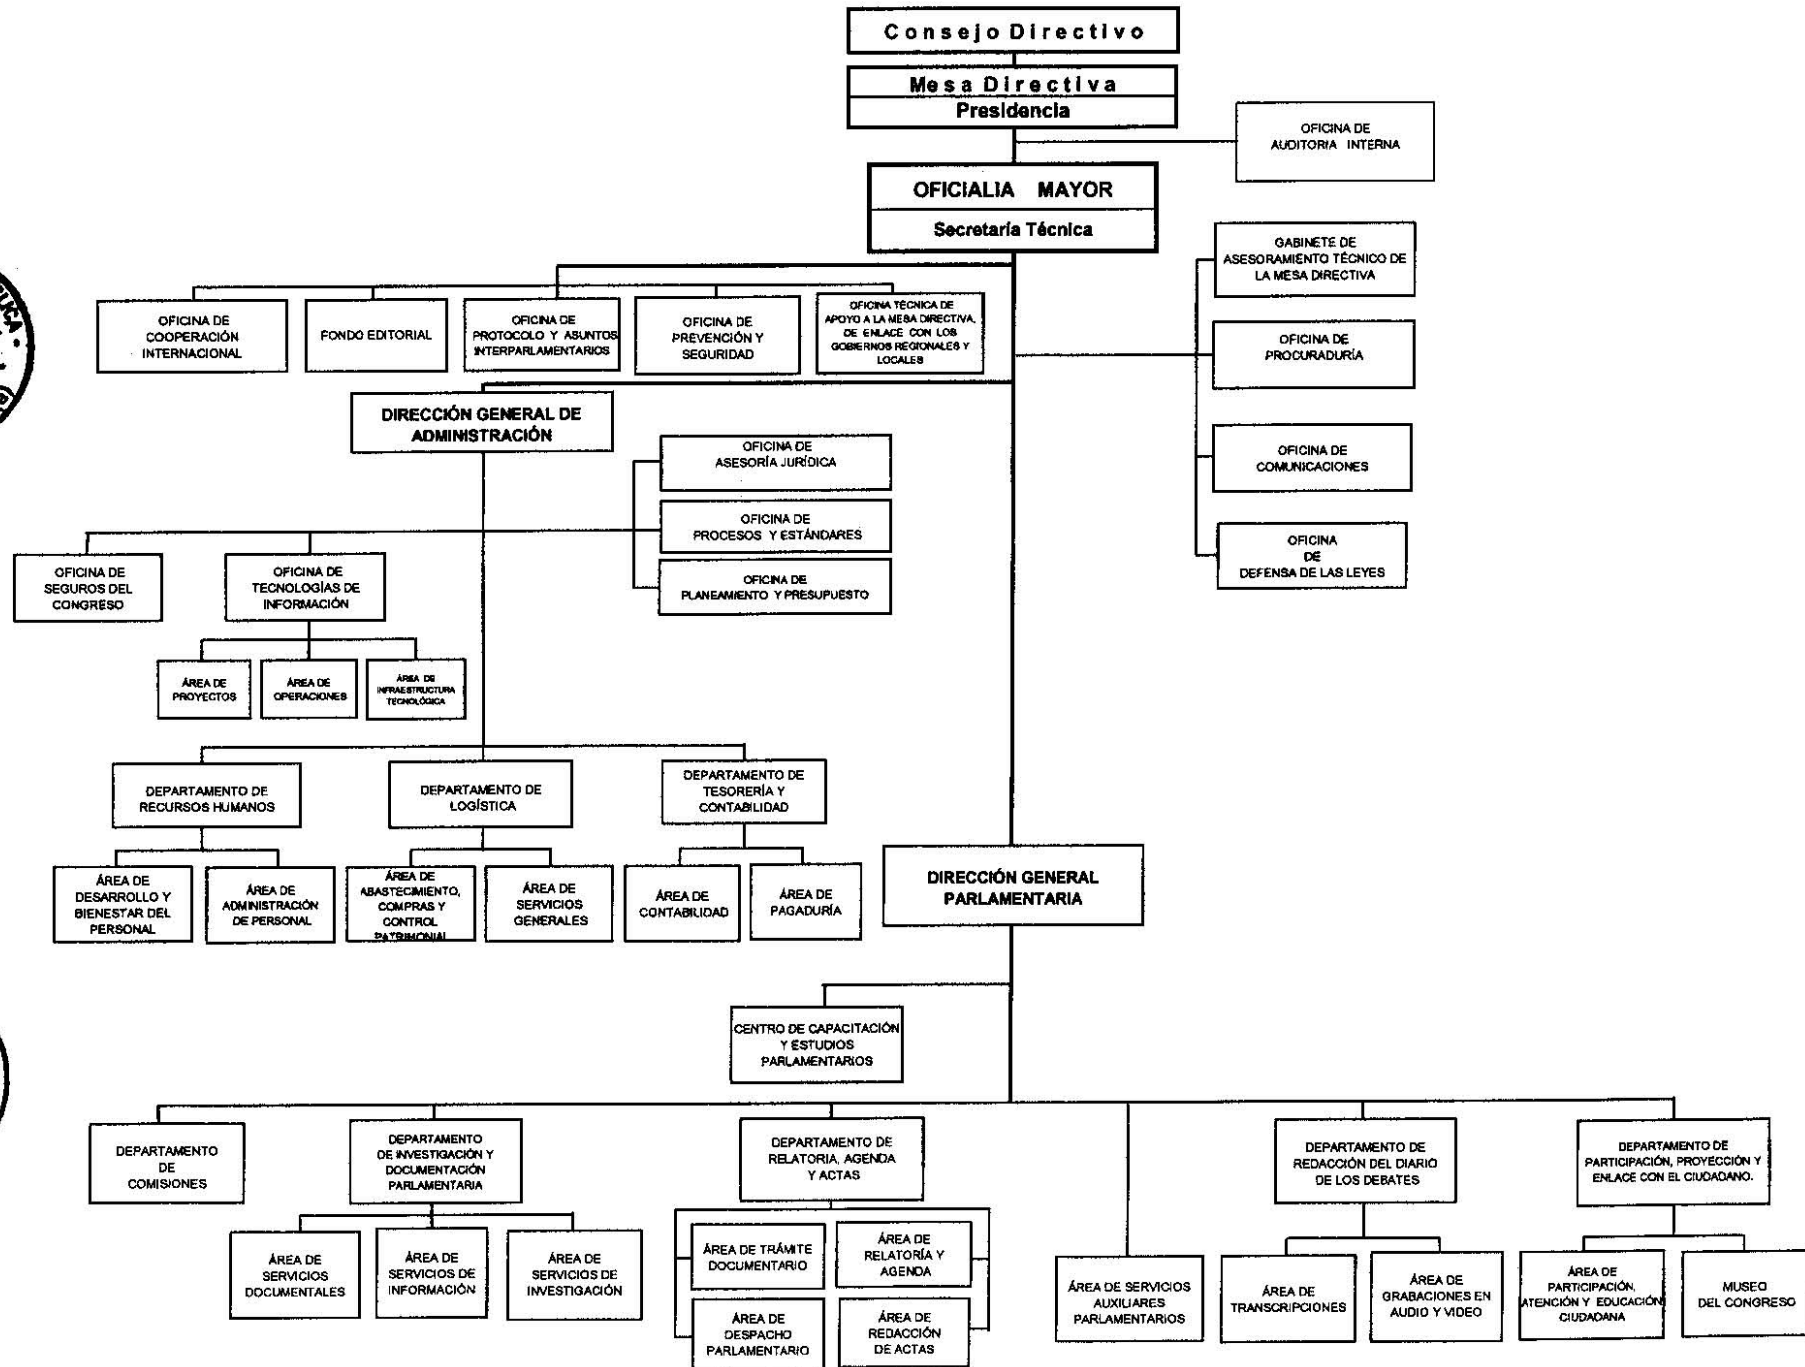 Consejo Directivo
Mesa Directiva
Presidencia
OFICINA DE
AUDITORIA INTERNA
OFICIALIA MAYOR
Secretaría Técnica
GABINETE DE
ASESORAMIENTO TÉCNICO DE
LA MESA DIRECTIVA
OFICINA DE
COOPERACIÓN
INTERNACIONAL
FONDO EDITORIAL
OFICINA DE
PROTOCOLO Y ASUNTOS
INTERPARLAMENTARIOS
OFICINA DE
PREVENCIÓN Y
SEGURIDAD
OFICINA TÉCNICA DE
APOYO A LA MESA DIRECTIVA,
DE ENLACE CON LOS
GOBIERNOS REGIONALES Y
LOCALES
OFICINA DE
PROCURADURÍA
DIRECCIÓN GENERAL DE
ADMINISTRACIÓN
OFICINA DE
ASESORÍA JURÍDICA
OFICINA DE
COMUNICACIONES
OFICINA DE
PROCESOS Y ESTÁNDARES
OFICINA
DE
DEFENSA DE LAS LEYES
OFICINA DE
SEGUROS DEL
CONGRESO
OFICINA DE
TECNOLOGÍAS DE
INFORMACIÓN
OFICINA DE
PLANEAMIENTO Y PRESUPUESTO
ÁREA DE
PROYECTOS
ÁREA DE
OPERACIONES
ÁREA DE
INFRAESTRUCTURA
TECNOLÓGICA
DEPARTAMENTO DE
RECURSOS HUMANOS
DEPARTAMENTO DE
LOGÍSTICA
DEPARTAMENTO DE
TESORERÍA Y
CONTABILIDAD
ÁREA DE
DESARROLLO Y
BIENESTAR DEL
PERSONAL
ÁREA DE
ADMINISTRACIÓN
DE PERSONAL
ÁREA DE
ABASTECIMIENTO,
COMPRAS Y
CONTROL
PATRIMONIAL
ÁREA DE
SERVICIOS
GENERALES
ÁREA DE
CONTABILIDAD
ÁREA DE
PAGADURÍA
DIRECCIÓN GENERAL
PARLAMENTARIA
CENTRO DE CAPACITACIÓN
Y ESTUDIOS
PARLAMENTARIOS
DEPARTAMENTO
DE
COMISIONES
DEPARTAMENTO
DE INVESTIGACIÓN Y
DOCUMENTACIÓN
PARLAMENTARIA
DEPARTAMENTO DE
RELATORIA, AGENDA
Y ACTAS
DEPARTAMENTO DE
REDACCIÓN DEL DIARIO
DE LOS DEBATES
DEPARTAMENTO DE
PARTICIPACIÓN, PROYECCIÓN Y
ENLACE CON EL CIUDADANO.
ÁREA DE
SERVICIOS
DOCUMENTALES
ÁREA DE
SERVICIOS DE
INFORMACIÓN
ÁREA DE
SERVICIOS DE
INVESTIGACIÓN
ÁREA DE TRÁMITE
DOCUMENTARIO
ÁREA DE
RELATORÍA Y
AGENDA
ÁREA DE
DESPACHO
PARLAMENTARIO
ÁREA DE
REDACCIÓN
DE ACTAS
ÁREA DE SERVICIOS
AUXILIARES
PARLAMENTARIOS
ÁREA DE
TRANSCRIPCIONES
ÁREA DE
GRABACIONES EN
AUDIO Y VIDEO
ÁREA DE
PARTICIPACIÓN,
ATENCIÓN Y EDUCACIÓN
CIUDADANA
MUSEO
DEL CONGRESO